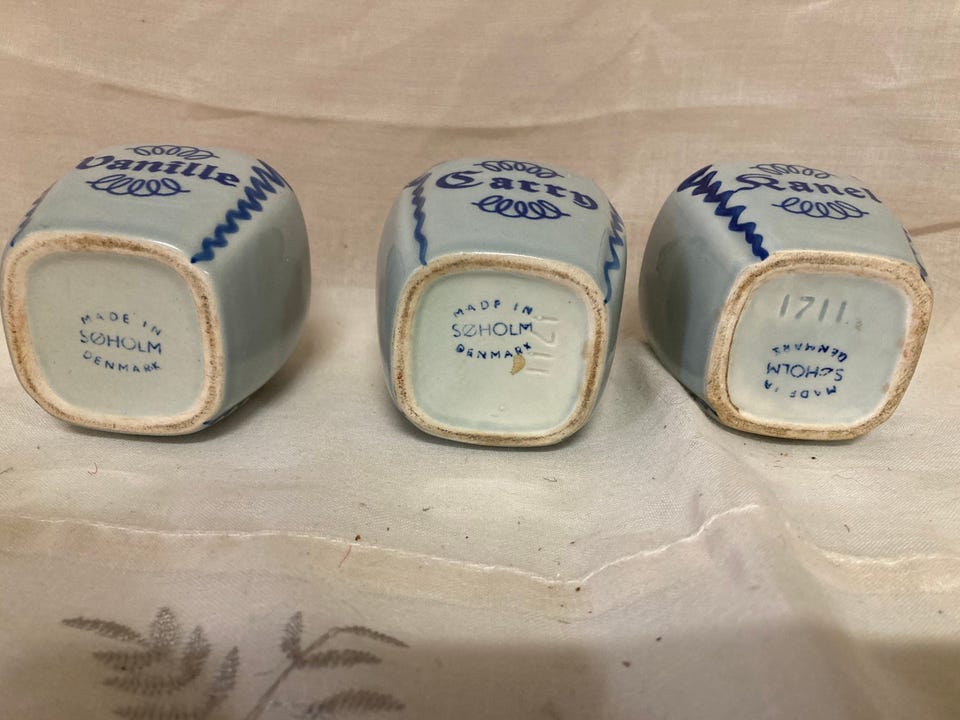 Vanille
MADE IN
SØHOLM
DENMARK
Carry
MADE IN
SØHOLM
DENMARK
1711
Kanel
1711
MADE IN
SØHOLM
DENMARK